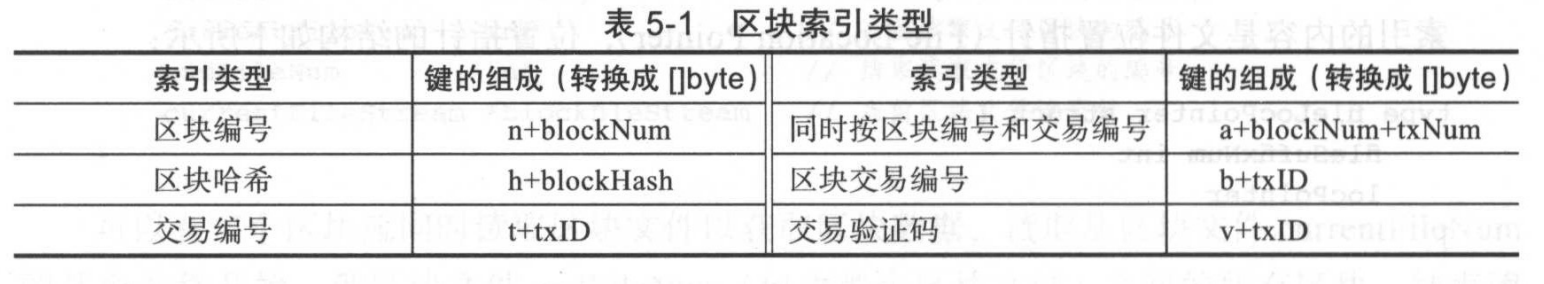 表 5-1 区块索引类型
索引类型 键的组成（转换成 []byte） 索引类型 键的组成（转换成 []byte）
区块编号 n+blockNum 同时按区块编号和交易编号 a+blockNum+txNum
区块哈希 h+blockHash 区块交易编号 b+txID
交易编号 t+txID 交易验证码 v+txID